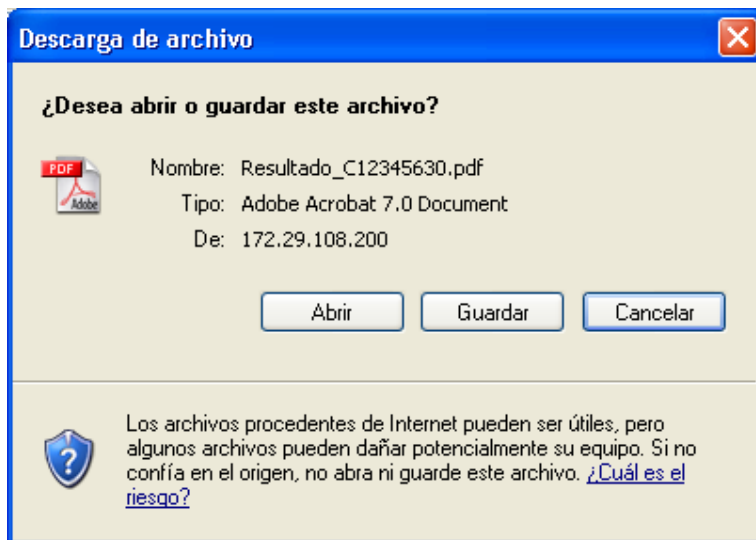 Descarga de archivo
¿Desea abrir o guardar este archivo?
PDF
Adobe
Nombre: Resultado_C12345630.pdf
Tipo: Adobe Acrobat 7.0 Document
De: 172.29.108.200
Abrir Guardar Cancelar
Los archivos procedentes de Internet pueden ser útiles, pero
algunos archivos pueden dañar potencialmente su equipo. Si no
confía en el origen, no abra ni guarde este archivo. ¿Cuál es el
riesgo?